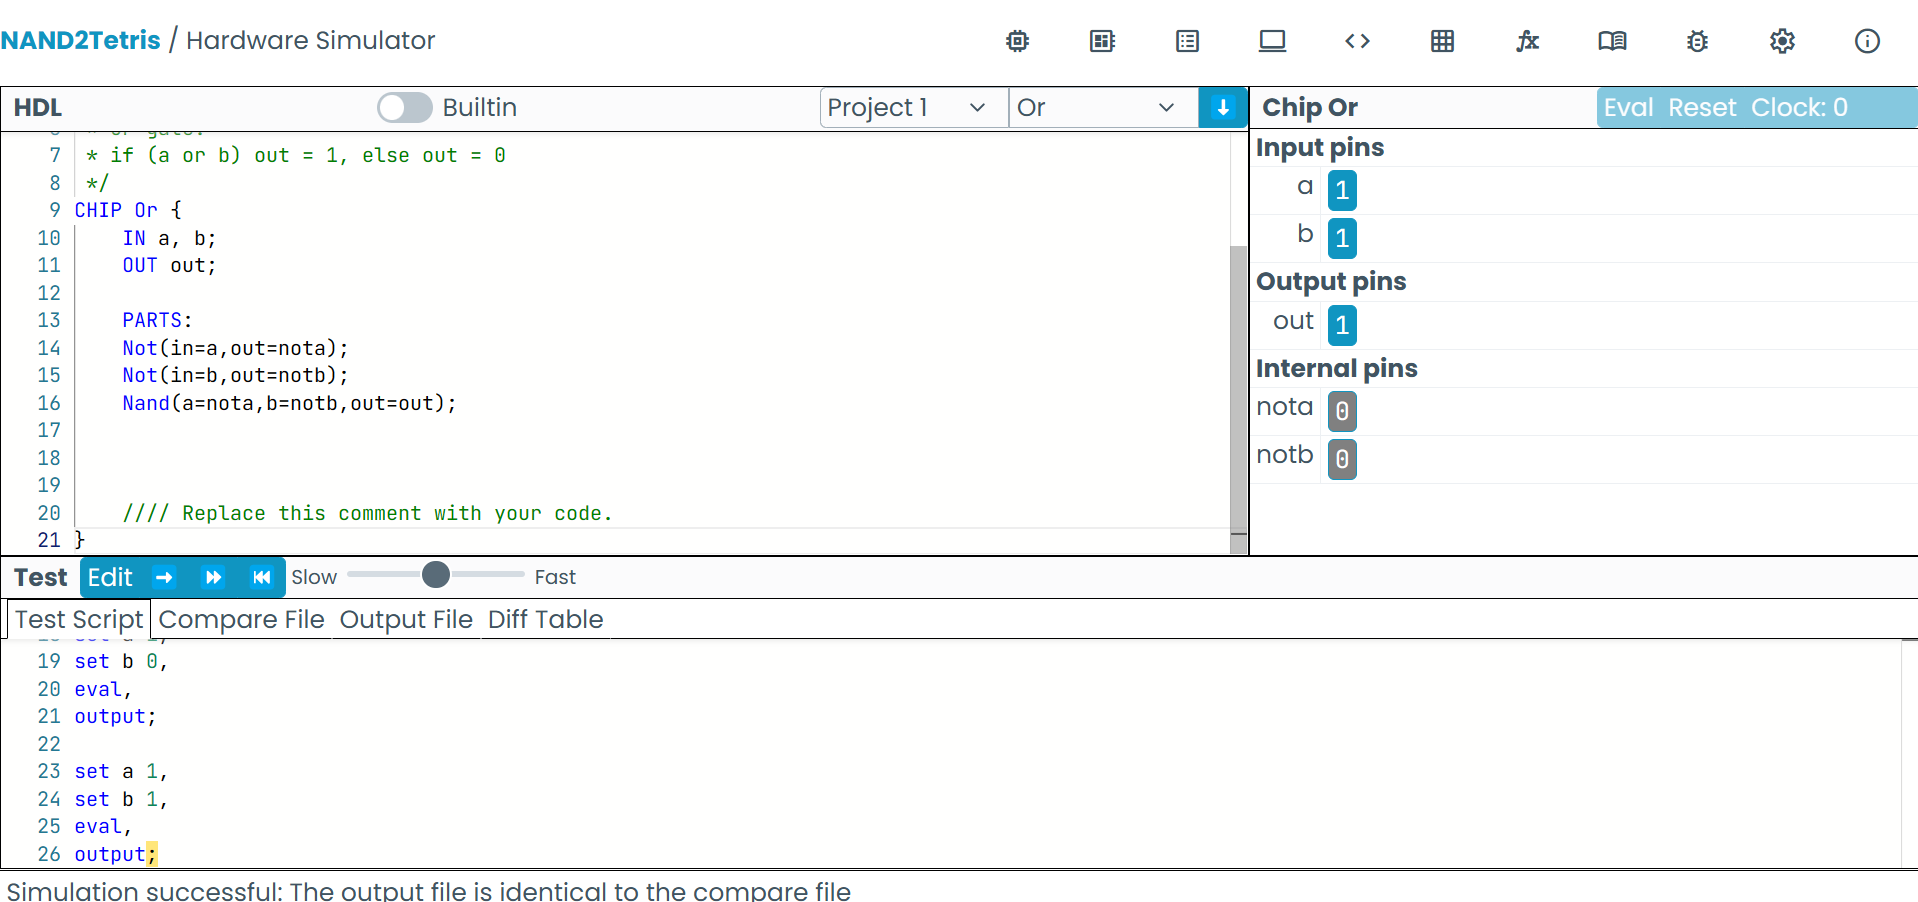 NAND2Tetris / Hardware Simulator
HDL Builtin Project 1 Or
7 * if (a or b) out = 1, else out = 0
8 */
9 CHIP Or {
10 IN a, b;
11 OUT out;
12
13 PARTS:
14 Not(in=a,out=nota);
15 Not(in=b,out=notb);
16 Nand(a=nota,b=notb,out=out);
17
18
19
20 //// Replace this comment with your code.
21 }
Chip Or Eval Reset Clock: 0
Input pins
a 1
b 1
Output pins
out 1
Internal pins
nota 0
notb 0
Test Edit Slow Fast
Test Script Compare File Output File Diff Table
19 set b 0,
20 eval,
21 output;
22
23 set a 1,
24 set b 1,
25 eval,
26 output;
Simulation successful: The output file is identical to the compare file